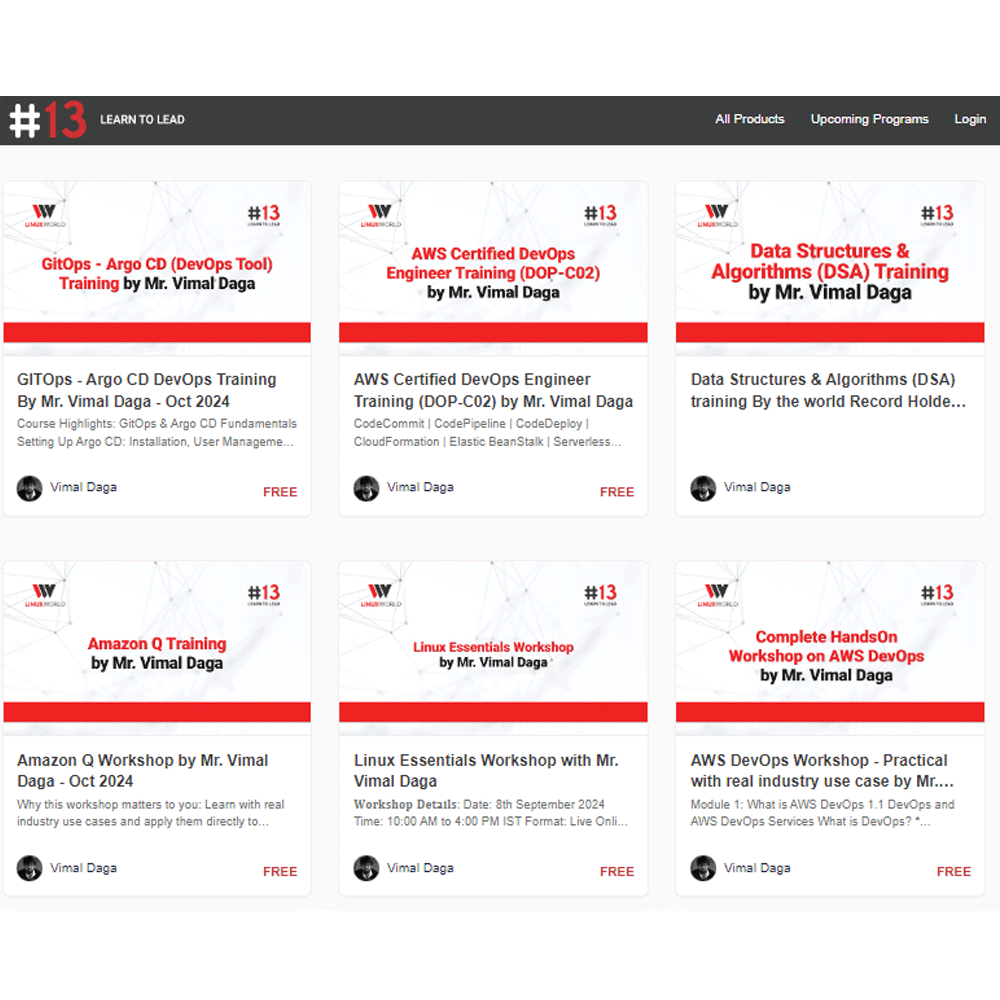 #13 LEARN TO LEAD
All Products Upcoming Programs Login
LINUXWORLD
#13
LEARN TO LEAD
GitOps - Argo CD (DevOps Tool)
Training by Mr. Vimal Daga
GITOps - Argo CD DevOps Training
By Mr. Vimal Daga - Oct 2024
Course Highlights: GitOps & Argo CD Fundamentals
Setting Up Argo CD: Installation, User Manageme...
Vimal Daga
FREE
LINUXWORLD
#13
LEARN TO LEAD
AWS Certified DevOps
Engineer Training (DOP-C02)
by Mr. Vimal Daga
AWS Certified DevOps Engineer
Training (DOP-C02) by Mr. Vimal Daga
CodeCommit | CodePipeline | CodeDeploy |
CloudFormation | Elastic BeanStalk | Serverless...
Vimal Daga
FREE
LINUXWORLD
#13
LEARN TO LEAD
Data Structures &
Algorithms (DSA) Training
by Mr. Vimal Daga
Data Structures & Algorithms (DSA)
training By the world Record Holde...
Vimal Daga
LINUXWORLD
#13
LEARN TO LEAD
Amazon Q Training
by Mr. Vimal Daga
Amazon Q Workshop by Mr. Vimal
Daga - Oct 2024
Why this workshop matters to you: Learn with real
industry use cases and apply them directly to...
Vimal Daga
FREE
LINUXWORLD
#13
LEARN TO LEAD
Linux Essentials Workshop
by Mr. Vimal Daga
Linux Essentials Workshop with Mr.
Vimal Daga
Workshop Details: Date: 8th September 2024
Time: 10:00 AM to 4:00 PM IST Format: Live Onli...
Vimal Daga
FREE
LINUXWORLD
#13
LEARN TO LEAD
Complete HandsOn
Workshop on AWS DevOps
by Mr. Vimal Daga
AWS DevOps Workshop - Practical
with real industry use case by Mr....
Module 1: What is AWS DevOps 1.1 DevOps and
AWS DevOps Services What is DevOps? *...
Vimal Daga
FREE